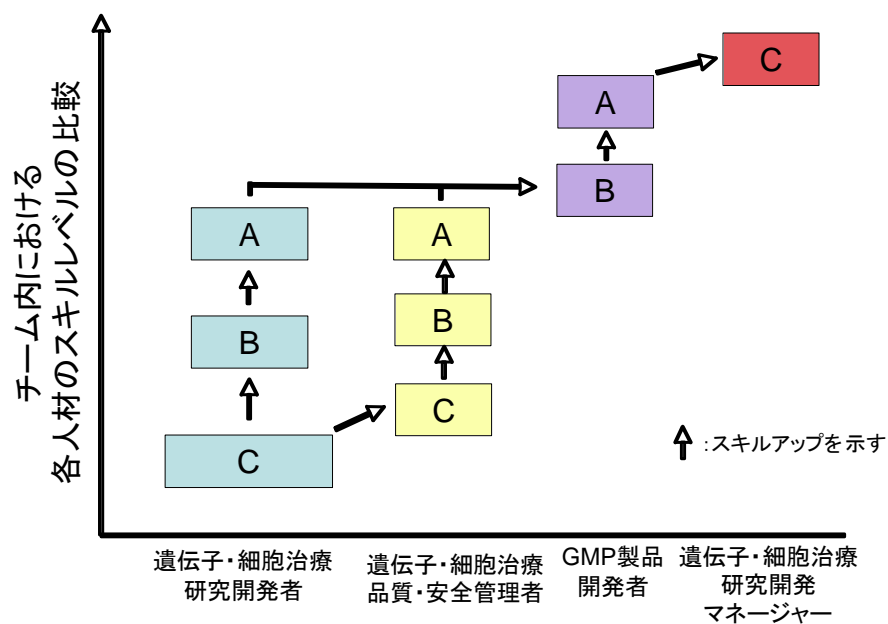 チーム内における
各人材のスキルレベルの比較
C
A
A
B
A
A
B
B
C
C
:スキルアップを示す
遺伝子・細胞治療
研究開発者
遺伝子・細胞治療
品質・安全管理者
GMP製品
開発者
遺伝子・細胞治療
研究開発
マネージャー